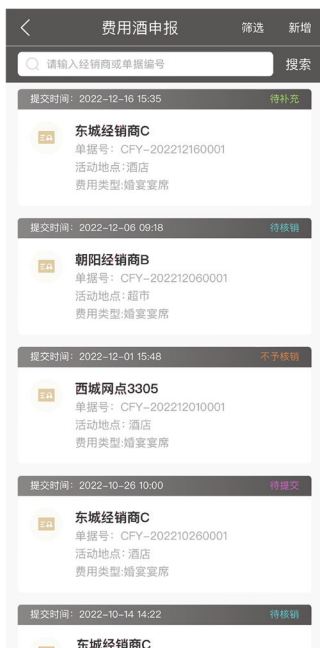 费用酒申报 筛选 新增
请输入经销商或单据编号 搜索
提交时间: 2022-12-16 15:35 待补充
东城经销商C
单据号: CFY-202212160001
活动地点:酒店
费用类型:婚宴宴席
提交时间: 2022-12-06 09:18 待核销
朝阳经销商B
单据号: CFY-202212060001
活动地点:超市
费用类型:婚宴宴席
提交时间: 2022-12-01 15:48 不予核销
西城网点3305
单据号: CFY-202212010001
活动地点: 酒店
费用类型:婚宴宴席
提交时间: 2022-10-26 10:00 待提交
东城经销商C
单据号: CFY-202210260001
活动地点: 酒店
费用类型:婚宴宴席
提交时间: 2022-10-14 14:22 待核销
东城经销商C